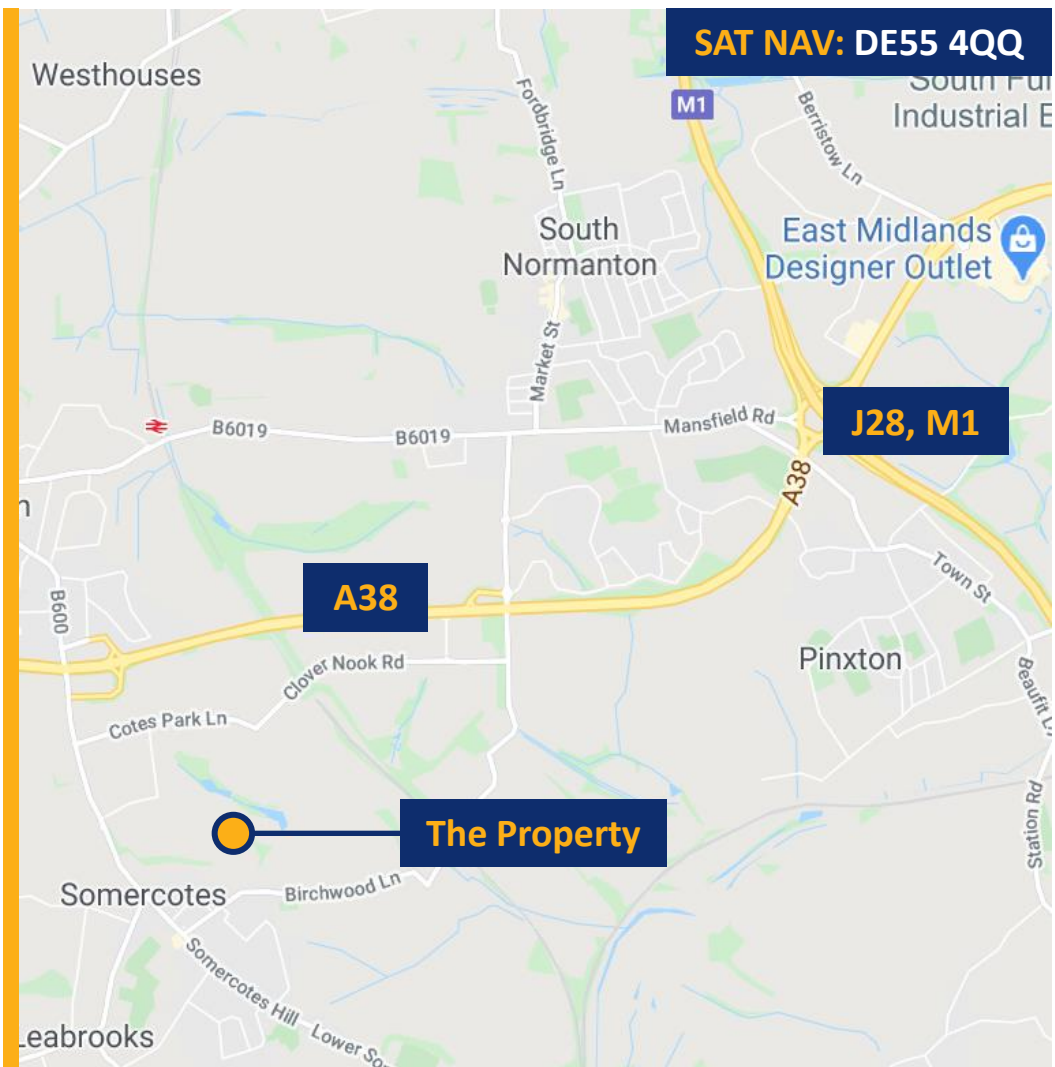 SAT NAV: DE55 4QQ
Westhouses
Fordbridge Ln
M1
Berristow Ln
South
Industrial
South
Normanton
East Midlands
Designer Outlet
Market St
B6019
B6019
Mansfield Rd
J28, M1
A38
B600
A38
Town St
Clover Nook Rd
Pinxton
Cotes Park Ln
Beaufit
The Property
Station Rd
Somercotes
Birchwood Ln
Somercotes Hill
Lower